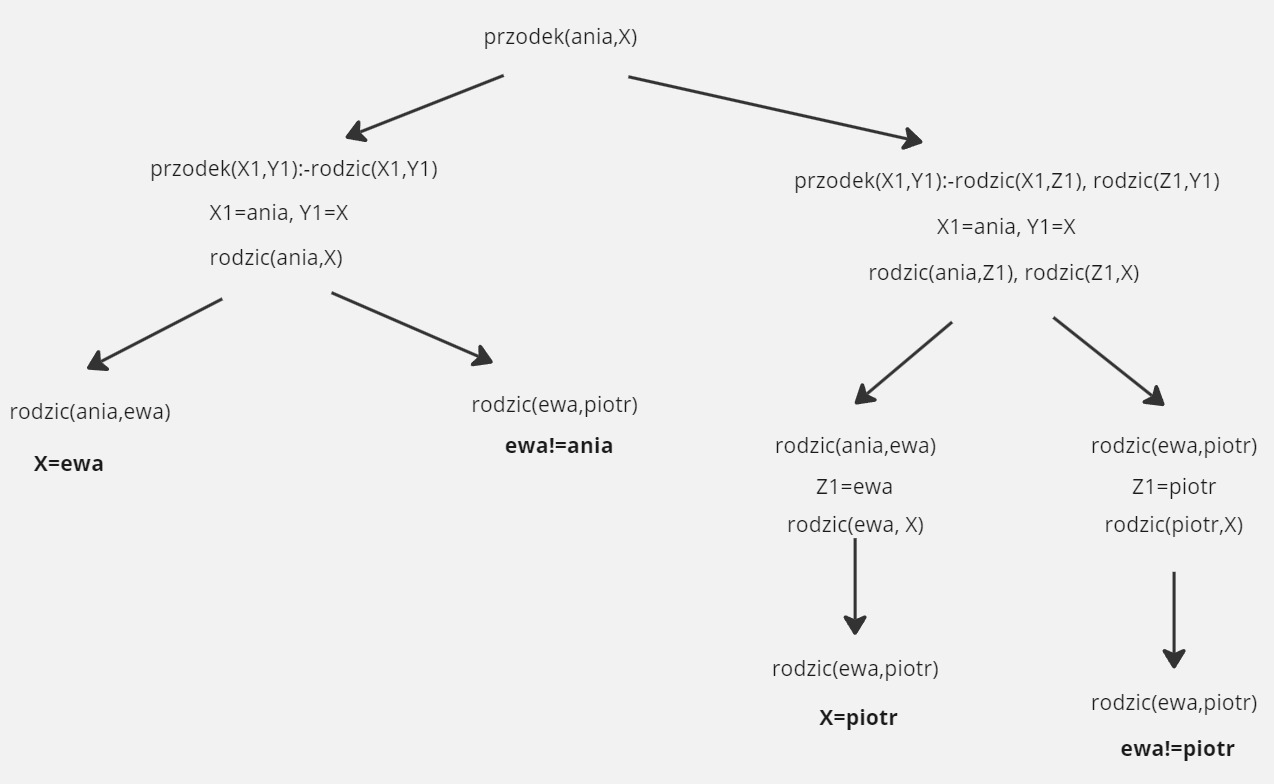 przodek(ania,X)
przodek(X1,Y1):-rodzic(X1,Y1)
X1=ania, Y1=X
rodzic(ania,X)
rodzic(ania,ewa)
X=ewa
rodzic(ewa,piotr)
ewa!=ania
przodek(X1,Y1):-rodzic(X1,Z1), rodzic(Z1,Y1)
X1=ania, Y1=X
rodzic(ania,Z1), rodzic(Z1,X)
rodzic(ania,ewa)
Z1=ewa
rodzic(ewa, X)
rodzic(ewa,piotr)
X=piotr
rodzic(ewa,piotr)
Z1=piotr
rodzic(piotr,X)
rodzic(ewa,piotr)
ewa!=piotr